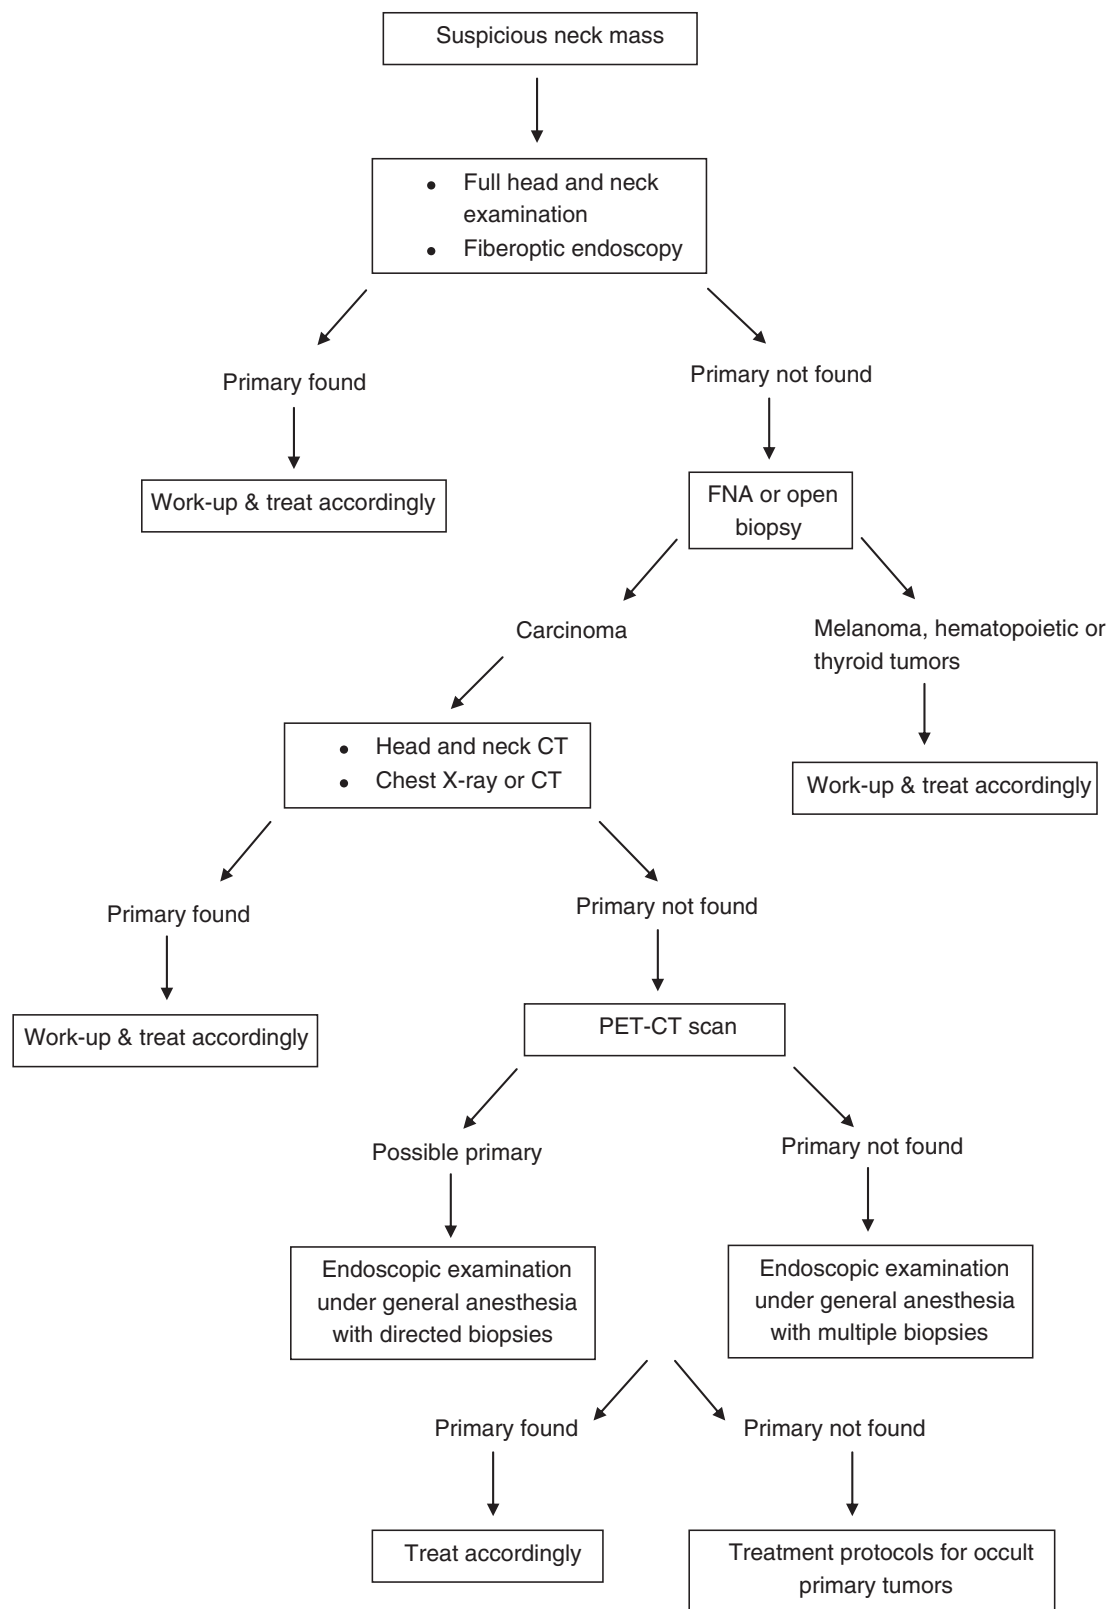 Suspicious neck mass
• Full head and neck
examination
• Fiberoptic endoscopy
Primary found
Primary not found
Work-up & treat accordingly
FNA or open
biopsy
Carcinoma
Melanoma, hematopoietic or
thyroid tumors
• Head and neck CT
• Chest X-ray or CT
Work-up & treat accordingly
Primary found
Primary not found
Work-up & treat accordingly
PET-CT scan
Possible primary
Primary not found
Endoscopic examination
under general anesthesia
with directed biopsies
Endoscopic examination
under general anesthesia
with multiple biopsies
Primary found
Primary not found
Treat accordingly
Treatment protocols for occult
primary tumors